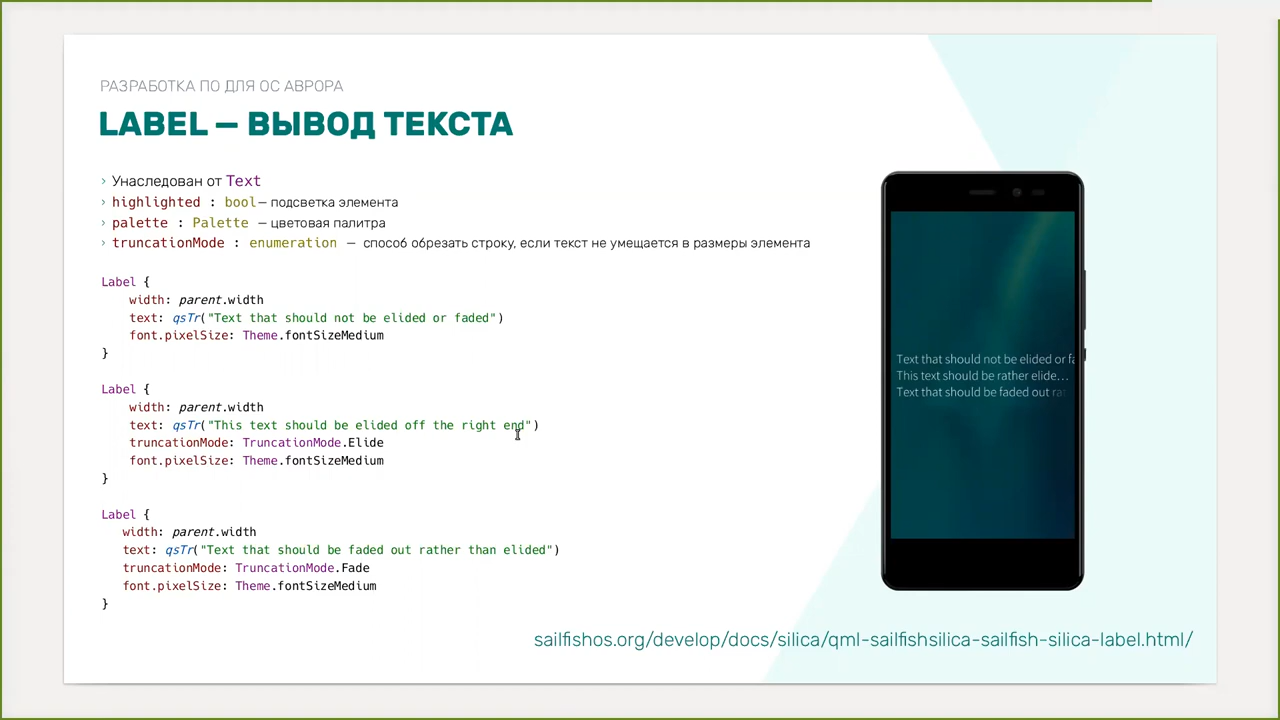 РАЗРАБОТКА ПО ДЛЯ ОС АВРОРА
LABEL — ВЫВОД ТЕКСТА
› Унаследован от Text
› highlighted : bool — подсветка элемента
› palette : Palette — цветовая палитра
› truncationMode : enumeration — способ обрезать строку, если текст не умещается в размеры элемента
Label {
width: parent.width
text: qsTr("Text that should not be elided or faded")
font.pixelSize: Theme.fontSizeMedium
}
Label {
width: parent.width
text: qsTr("This text should be elided off the right end")
truncationMode: TruncationMode.Elide
font.pixelSize: Theme.fontSizeMedium
}
Label {
width: parent.width
text: qsTr("Text that should be faded out rather than elided")
truncationMode: TruncationMode.Fade
font.pixelSize: Theme.fontSizeMedium
}
Text that should not be elided or fa
This text should be rather elide...
Text that should be faded out rat
sailfishos.org/develop/docs/silica/qml-sailfishsilica-sailfish-silica-label.html/